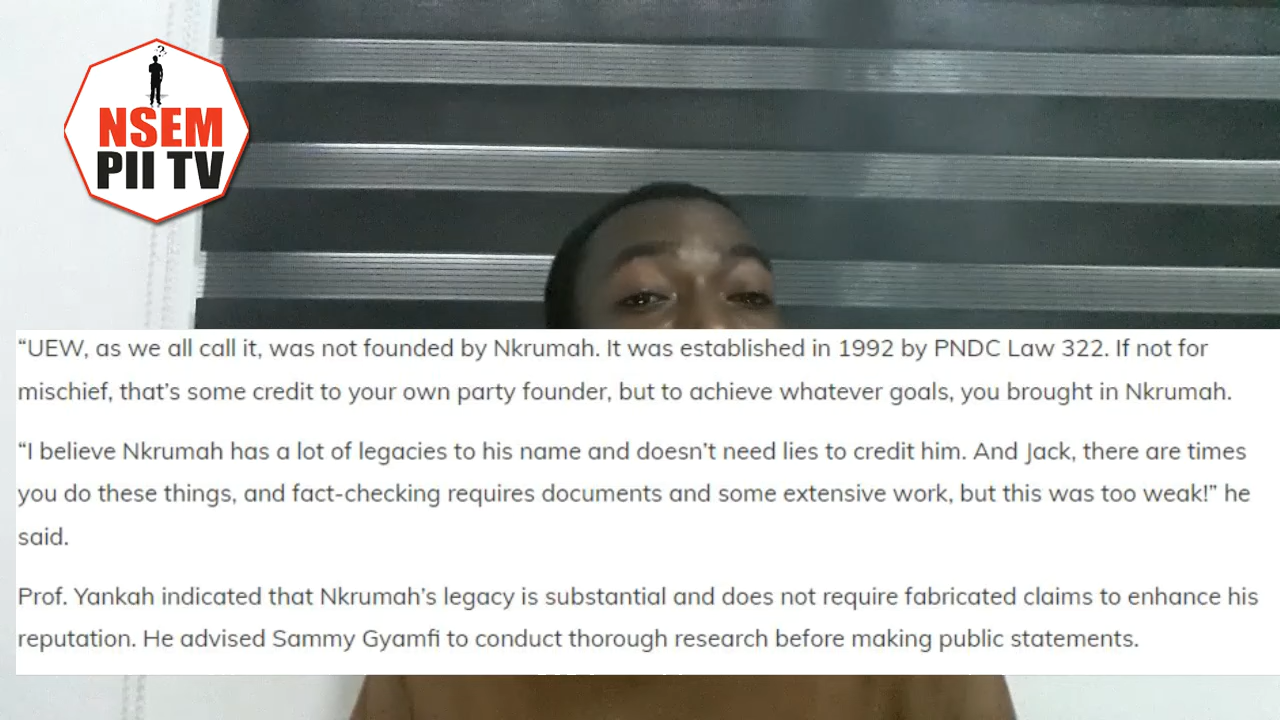 ?
NSEM
PII TV
“UEW, as we all call it, was not founded by Nkrumah. It was established in 1992 by PNDC Law 322. If not for
mischief, that’s some credit to your own party founder, but to achieve whatever goals, you brought in Nkrumah.
“I believe Nkrumah has a lot of legacies to his name and doesn’t need lies to credit him. And Jack, there are times
you do these things, and fact-checking requires documents and some extensive work, but this was too weak!” he
said.
Prof. Yankah indicated that Nkrumah’s legacy is substantial and does not require fabricated claims to enhance his
reputation. He advised Sammy Gyamfi to conduct thorough research before making public statements.